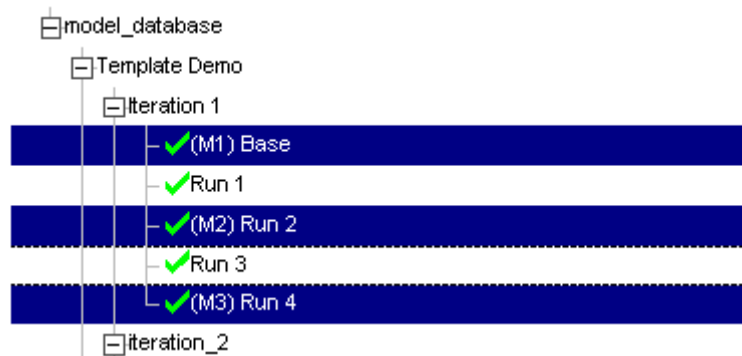 model_database
Template Demo
Iteration 1
(M1) Base
Run 1
(M2) Run 2
Run 3
(M3) Run 4
iteration_2